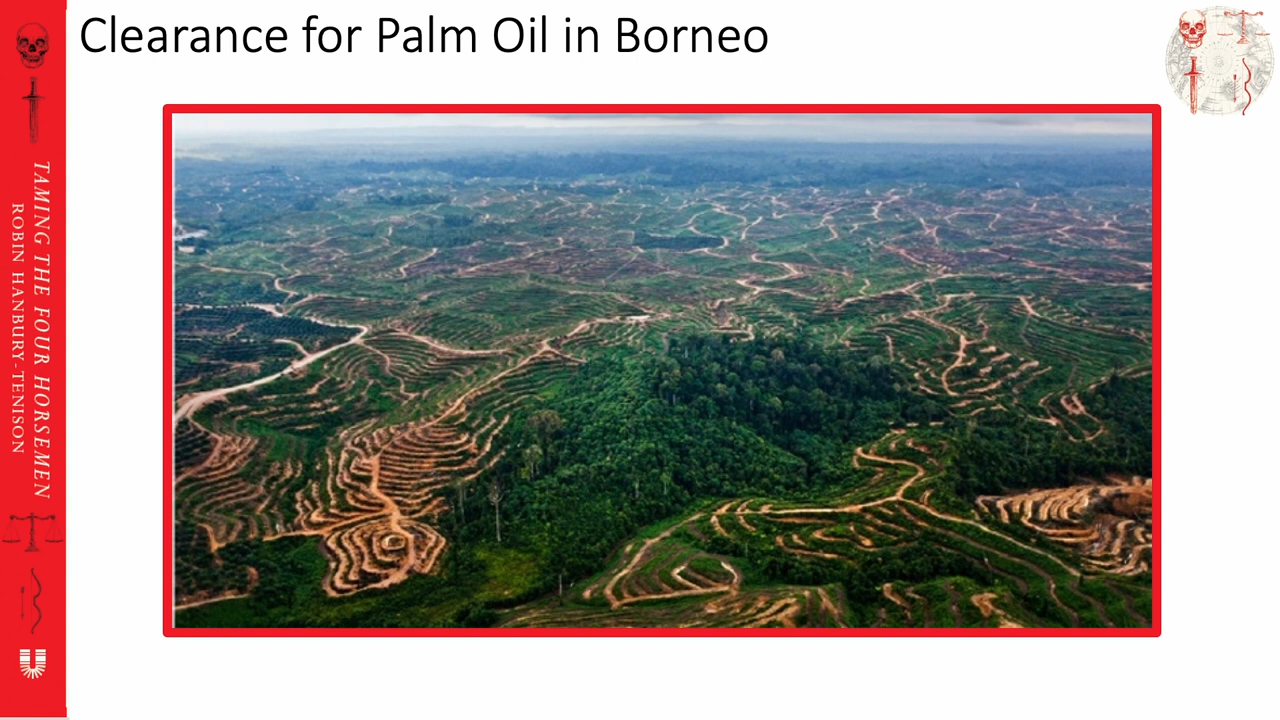 Clearance for Palm Oil in Borneo
TAMING THE FOUR HORSEMEN
ROBIN HANBURY-TENISON